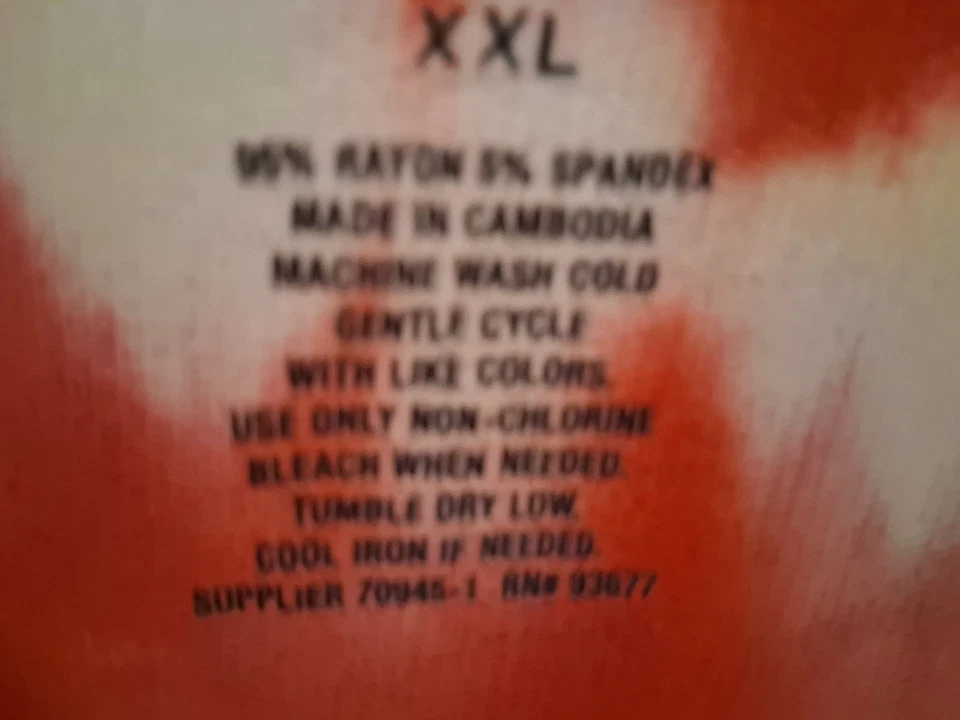 XXL
95% RAYON 5% SPANDEX
MADE IN CAMBODIA
MACHINE WASH COLD
GENTLE CYCLE
WITH LIKE COLORS.
USE ONLY NON-CHLORINE
BLEACH WHEN NEEDED.
TUMBLE DRY LOW.
COOL IRON IF NEEDED.
SUPPLIER 70945-1 RN# 93677